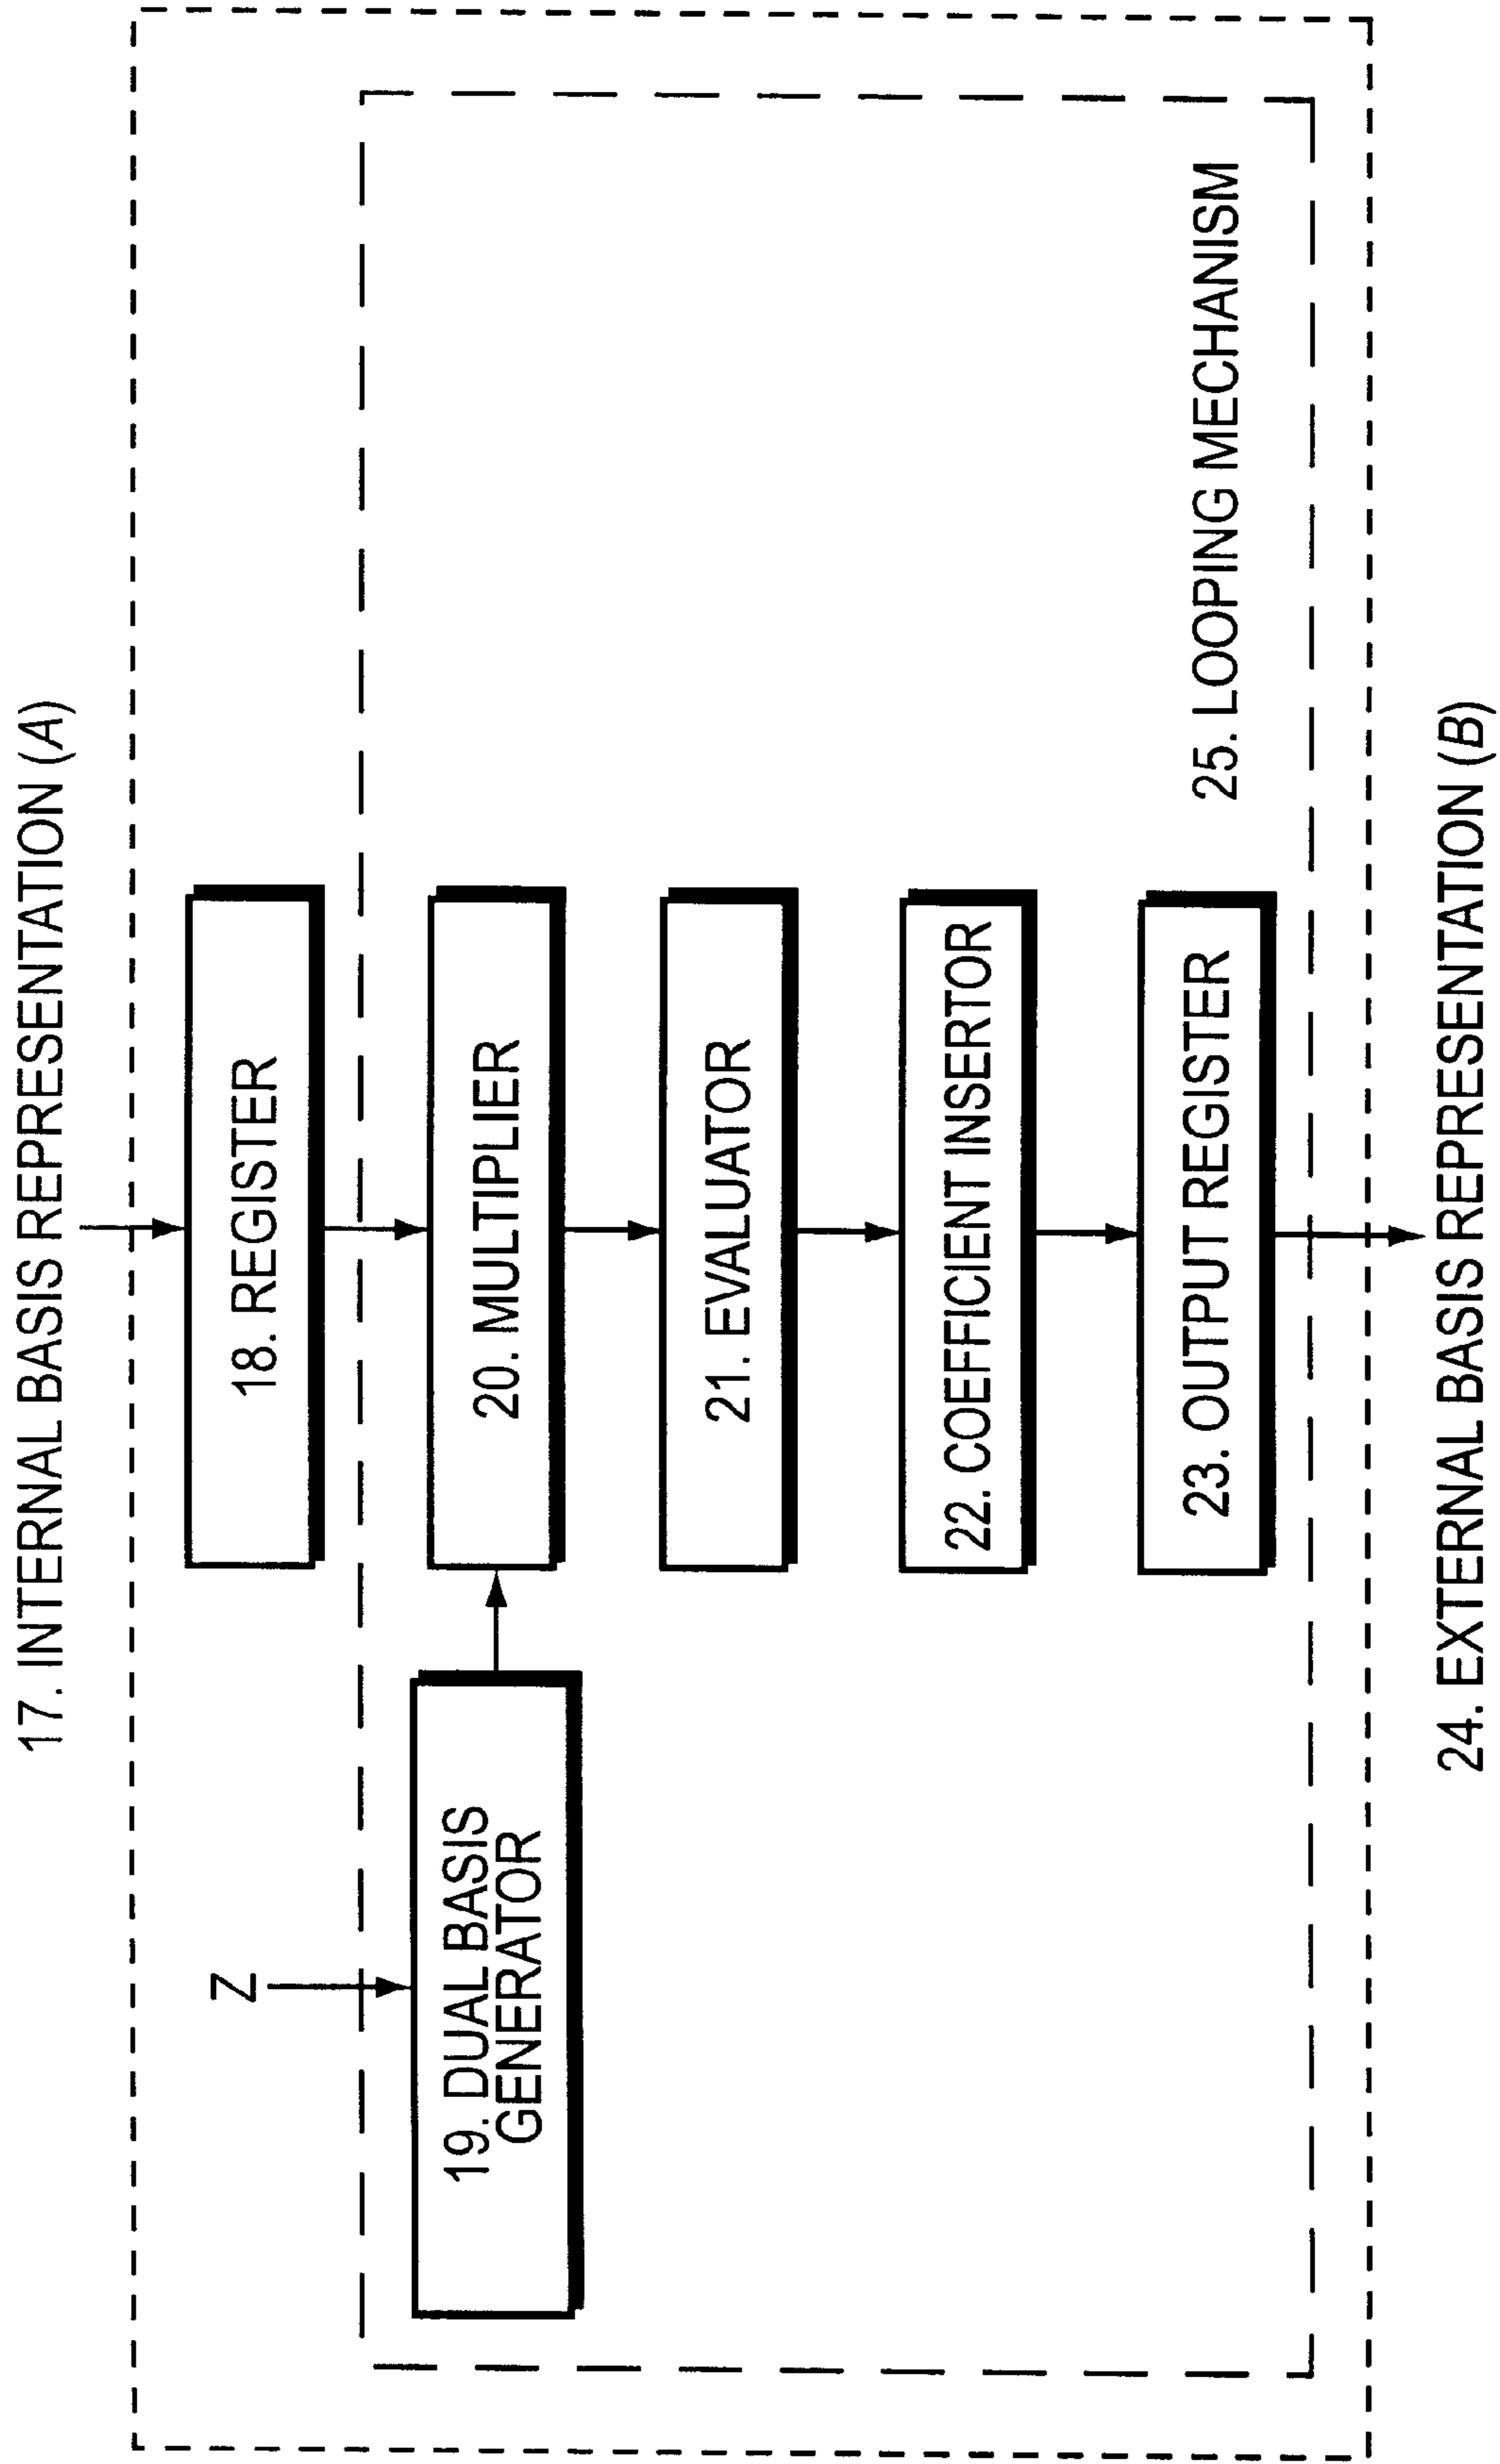 17. INTERNAL BASIS REPRESENTATION (A)
18. REGISTER
Z
19. DUAL BASIS
GENERATOR
20. MULTIPLIER
21. EVALUATOR
22. COEFFICIENT INSERTOR
23. OUTPUT REGISTER
25. LOOPING MECHANISM
24. EXTERNAL BASIS REPRESENTATION (B)